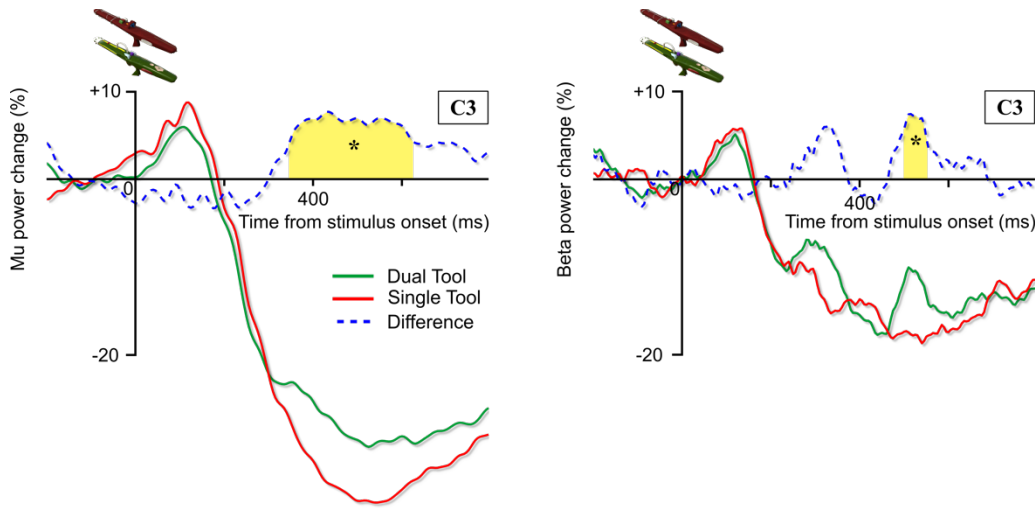 +10
C3
*
0
400
Time from stimulus onset (ms)
Mu power change (%)
Dual Tool
Single Tool
Difference
-20
+10
C3
*
0
400
Time from stimulus onset (ms)
Beta power change (%)
-20